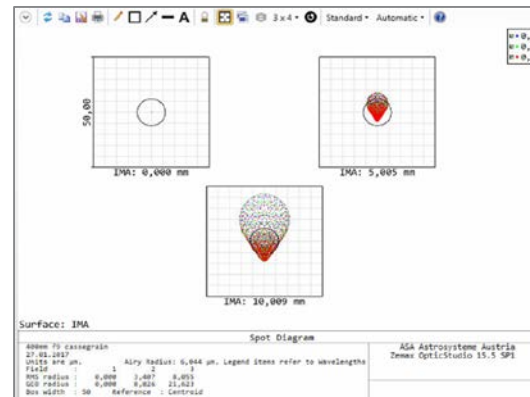 3 x 4 Standard Automatic
50,00
IMA: 0,000 mm
IMA: 5,005 mm
IMA: 10,009 mm
Surface: IMA
Spot Diagram
400mm f9 cassegrain
27.01.2017
Units are µm. Airy Radius: 6,044 µm. Legend items refer to Wavelengths
Field : 1 2 3
RMS radius : 0,000 3,407 8,055
GEO radius : 0,000 8,826 21,623
Box width : 50 Reference : Centroid
ASA Astrosysteme Austria
Zemax OpticStudio 15.5 SP1